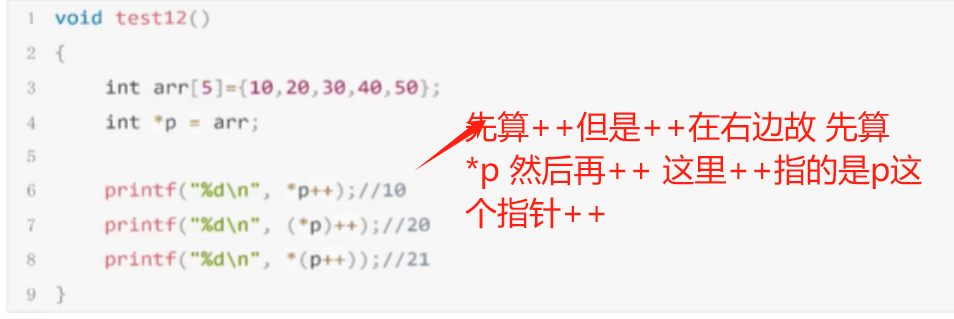 1 void test12()
2 {
3 int arr[5]={10,20,30,40,50};
4 int *p = arr;
5
6 printf("%d\n", *p++);//10
7 printf("%d\n", (*p)++);//20
8 printf("%d\n", *(p++));//21
9 }
先算++但是++在右边故 先算
*p 然后再++ 这里++指的是p这
个指针++